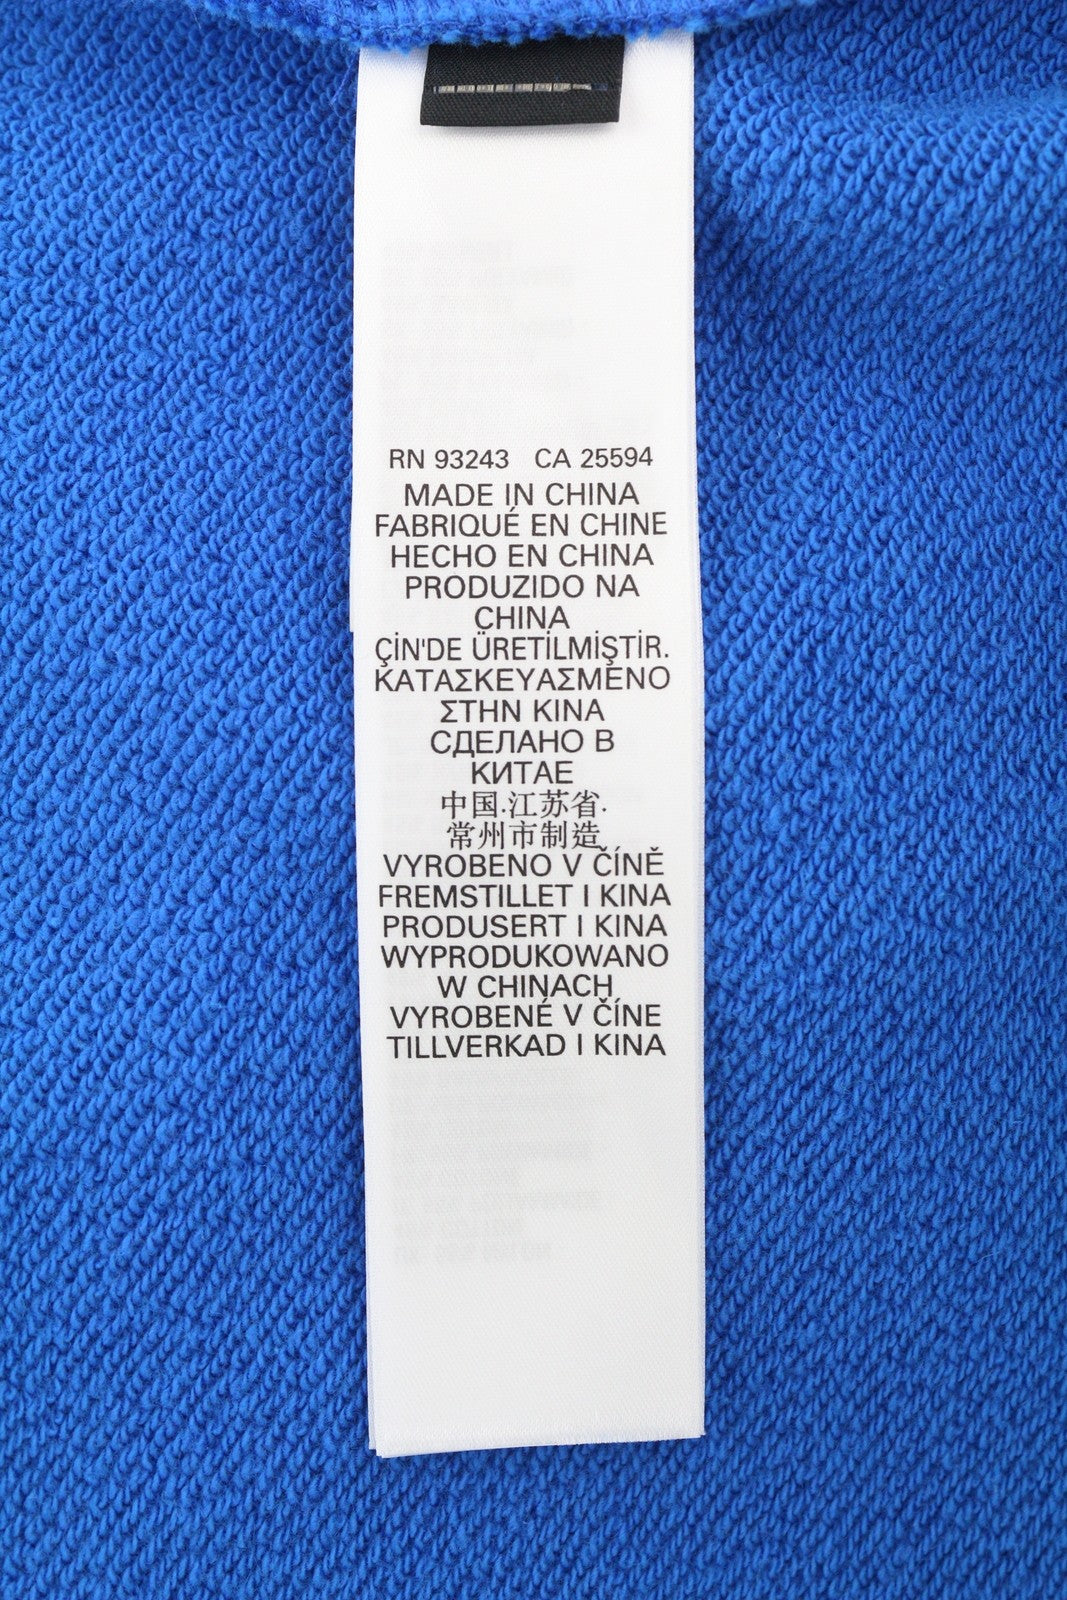 RN 93243 CA 25594
MADE IN CHINA
FABRIQUÉ EN CHINE
HECHO EN CHINA
PRODUZIDO NA
CHINA
ÇİN'DE ÜRETİLMİŞTİR.
ΚΑΤΑΣΚΕΥΑΣΜΕΝΟ
ΣΤΗΝ ΚΙΝΑ
СДЕЛАНО В
КИТАЕ
中国.江苏省.
常州市制造
VYROBENO V ČÍNĚ
FREMSTILLET I KINA
PRODUSERT I KINA
WYPRODUKOWANO
W CHINACH
VYROBENÉ V ČÍNE
TILLVERKAD I KINA